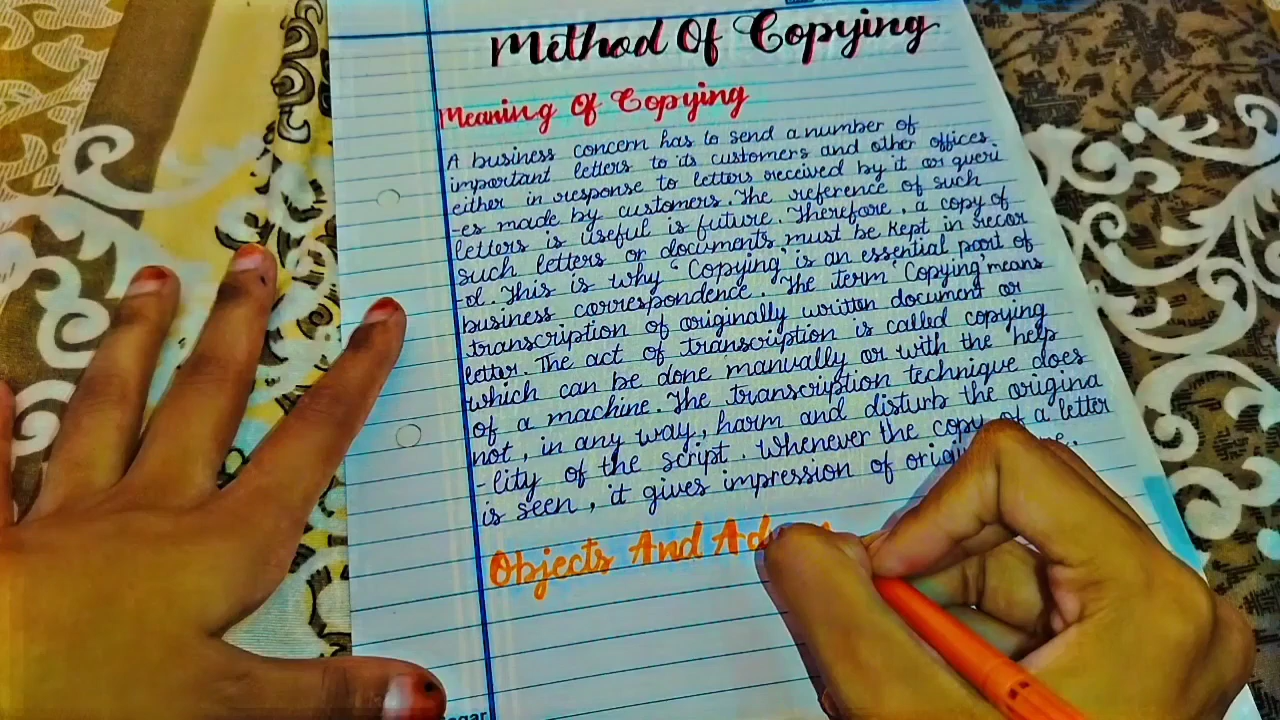 Method Of Copying
Meaning Of Copying
A business concern has to send a number of
important letters to its customers and other offices
either in response to letters received by it or queri
-es made by customers. The reference of such
letters is useful is future. Therefore, a copy of
such letters or documents must be kept in recor
-d. This is why 'Copying' is an essential part of
business correspondence. The term 'Copying' means
transcription of originally written document or
letter. The act of transcription is called copying
which can be done manually or with the help
of a machine. The transcription technique does
not, in any way, harm and disturb the origina
-lity of the script. Whenever the copy of a letter
is seen, it gives impression of
Objects And